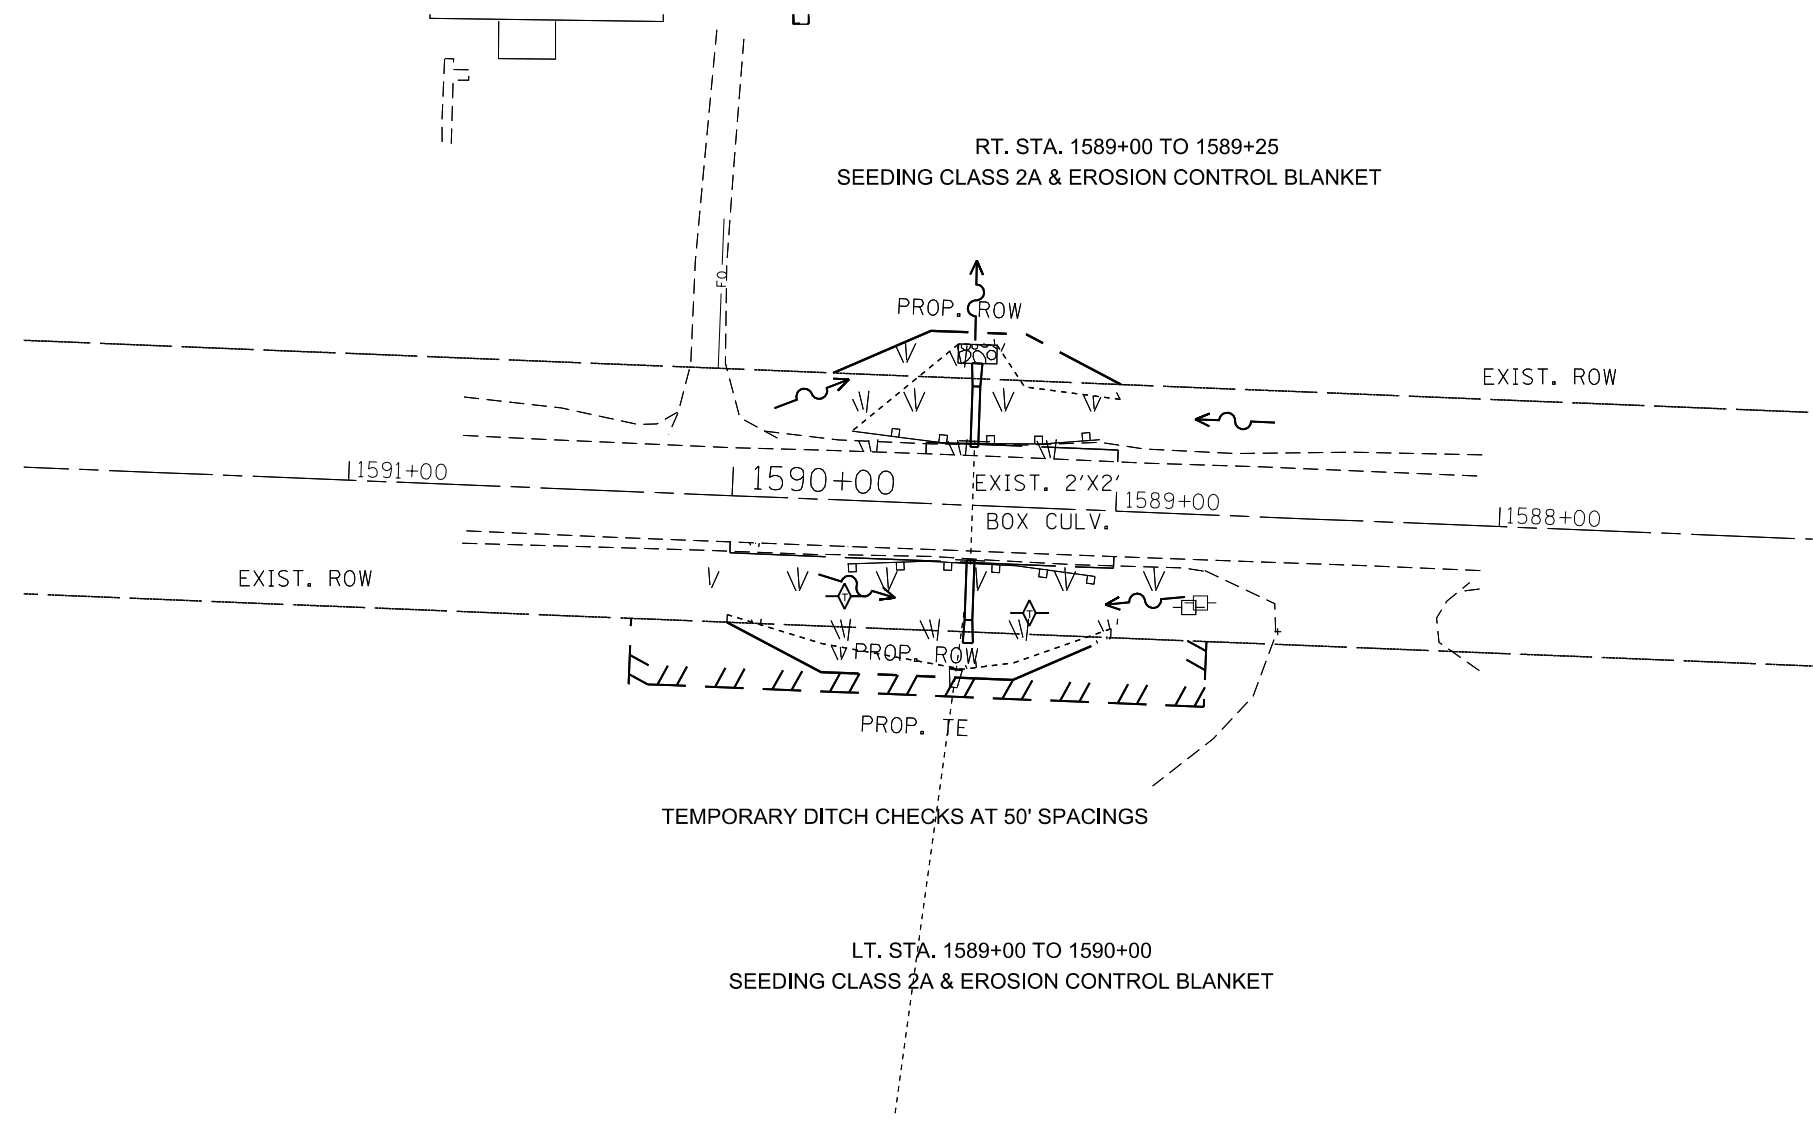 RT. STA. 1589+00 TO 1589+25
SEEDING CLASS 2A & EROSION CONTROL BLANKET
FO
PROP. ROW
EXIST. ROW
1591+00
1590+00
EXIST. 2'X2'
BOX CULV.
1589+00
1588+00
EXIST. ROW
T
T
PROP. ROW
PROP. TE
TEMPORARY DITCH CHECKS AT 50' SPACINGS
LT. STA. 1589+00 TO 1590+00
SEEDING CLASS 2A & EROSION CONTROL BLANKET